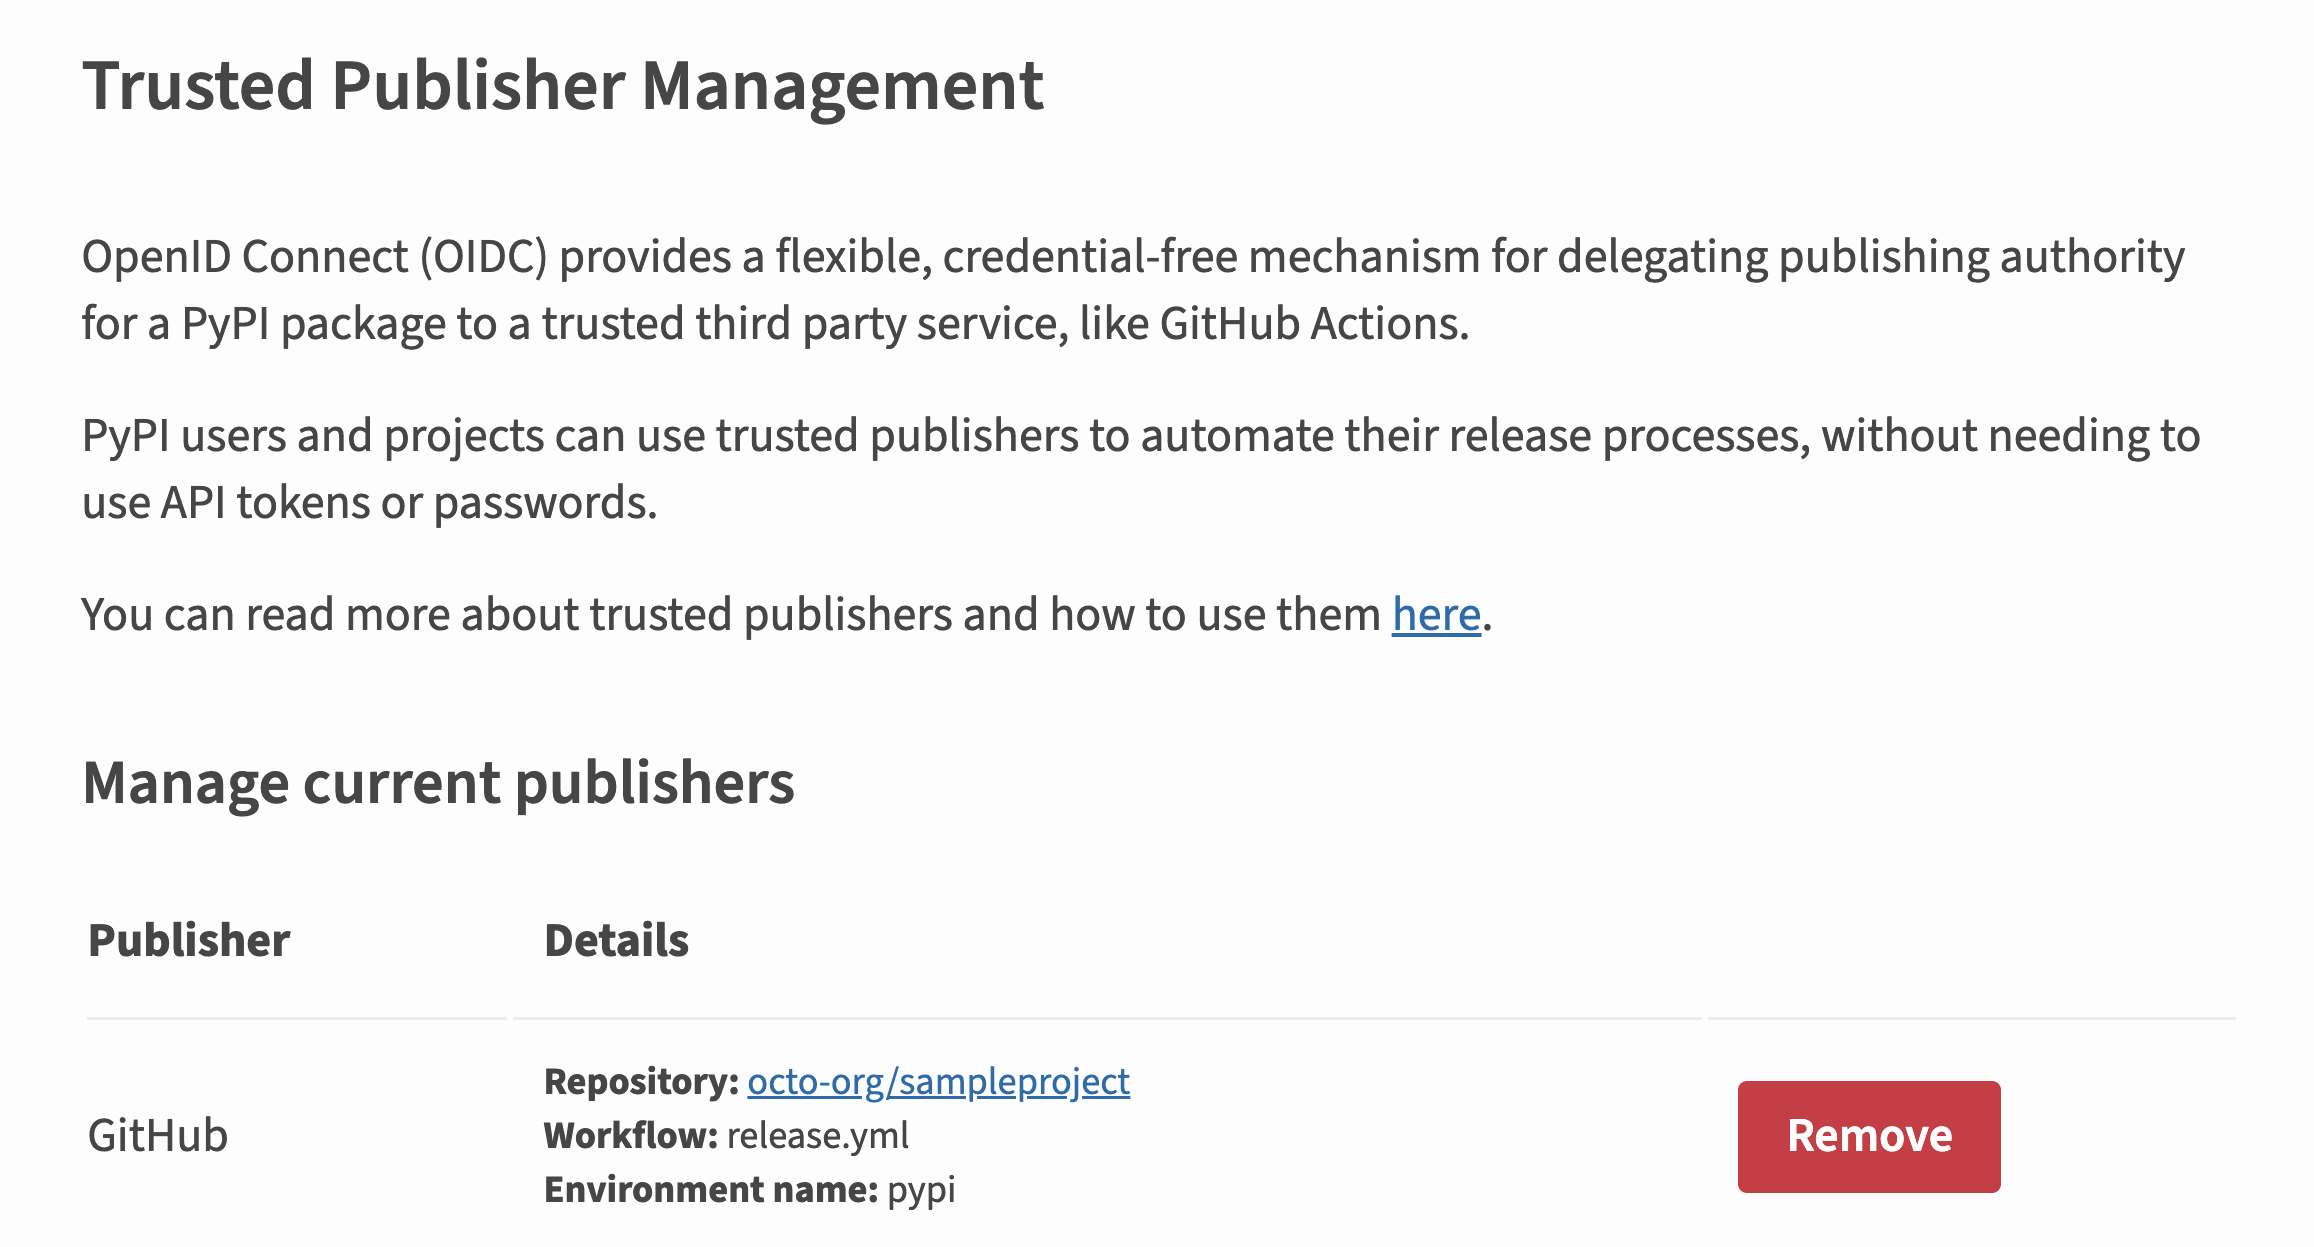 Trusted Publisher Management
OpenID Connect (OIDC) provides a flexible, credential-free mechanism for delegating publishing authority
for a PyPI package to a trusted third party service, like GitHub Actions.
PyPI users and projects can use trusted publishers to automate their release processes, without needing to
use API tokens or passwords.
You can read more about trusted publishers and how to use them here.
Manage current publishers
Publisher Details
Repository: octo-org/sampleproject
GitHub Workflow: release.yml Remove
Environment name: pypi